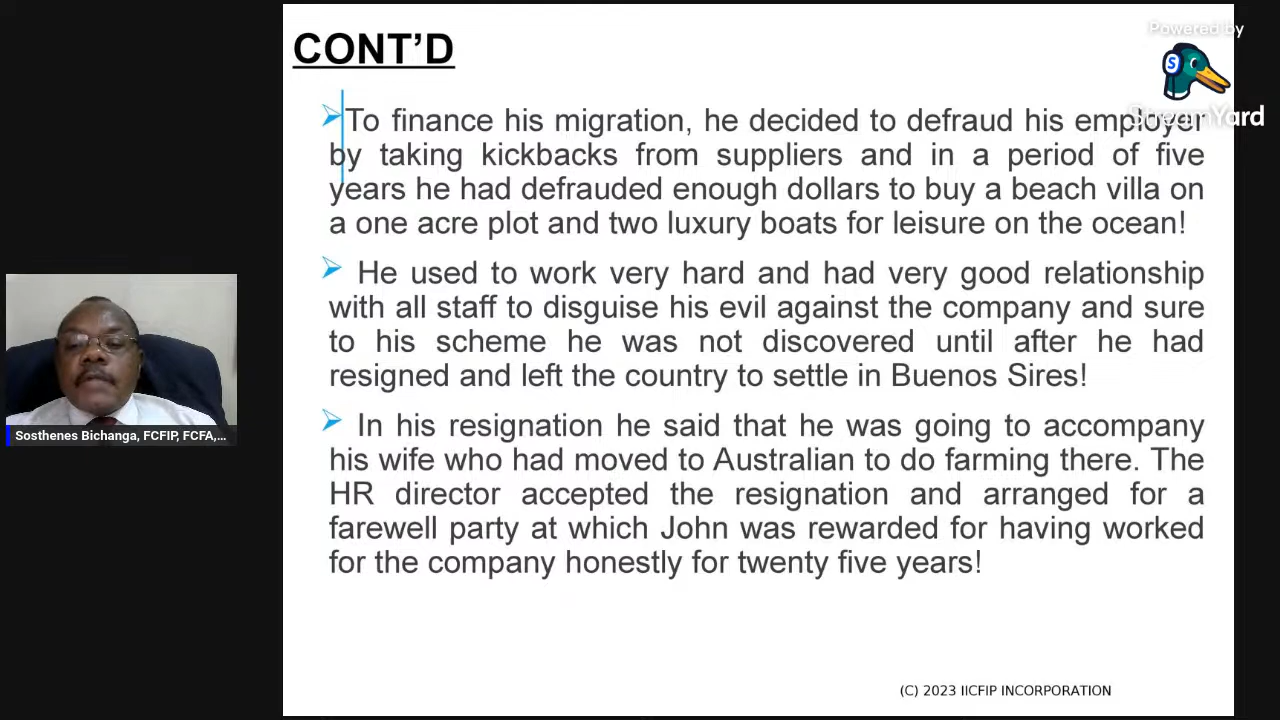 CONT'D
To finance his migration, he decided to defraud his employer
by taking kickbacks from suppliers and in a period of five
years he had defrauded enough dollars to buy a beach villa on
a one acre plot and two luxury boats for leisure on the ocean!
He used to work very hard and had very good relationship
with all staff to disguise his evil against the company and sure
to his scheme he was not discovered until after he had
resigned and left the country to settle in Buenos Sires!
In his resignation he said that he was going to accompany
his wife who had moved to Australian to do farming there. The
HR director accepted the resignation and arranged for a
farewell party at which John was rewarded for having worked
for the company honestly for twenty five years!
(C) 2023 IICFIP INCORPORATION
Sosthenes Bichanga, FCFIP, FCFA,...
Powered by
S
StreamYard